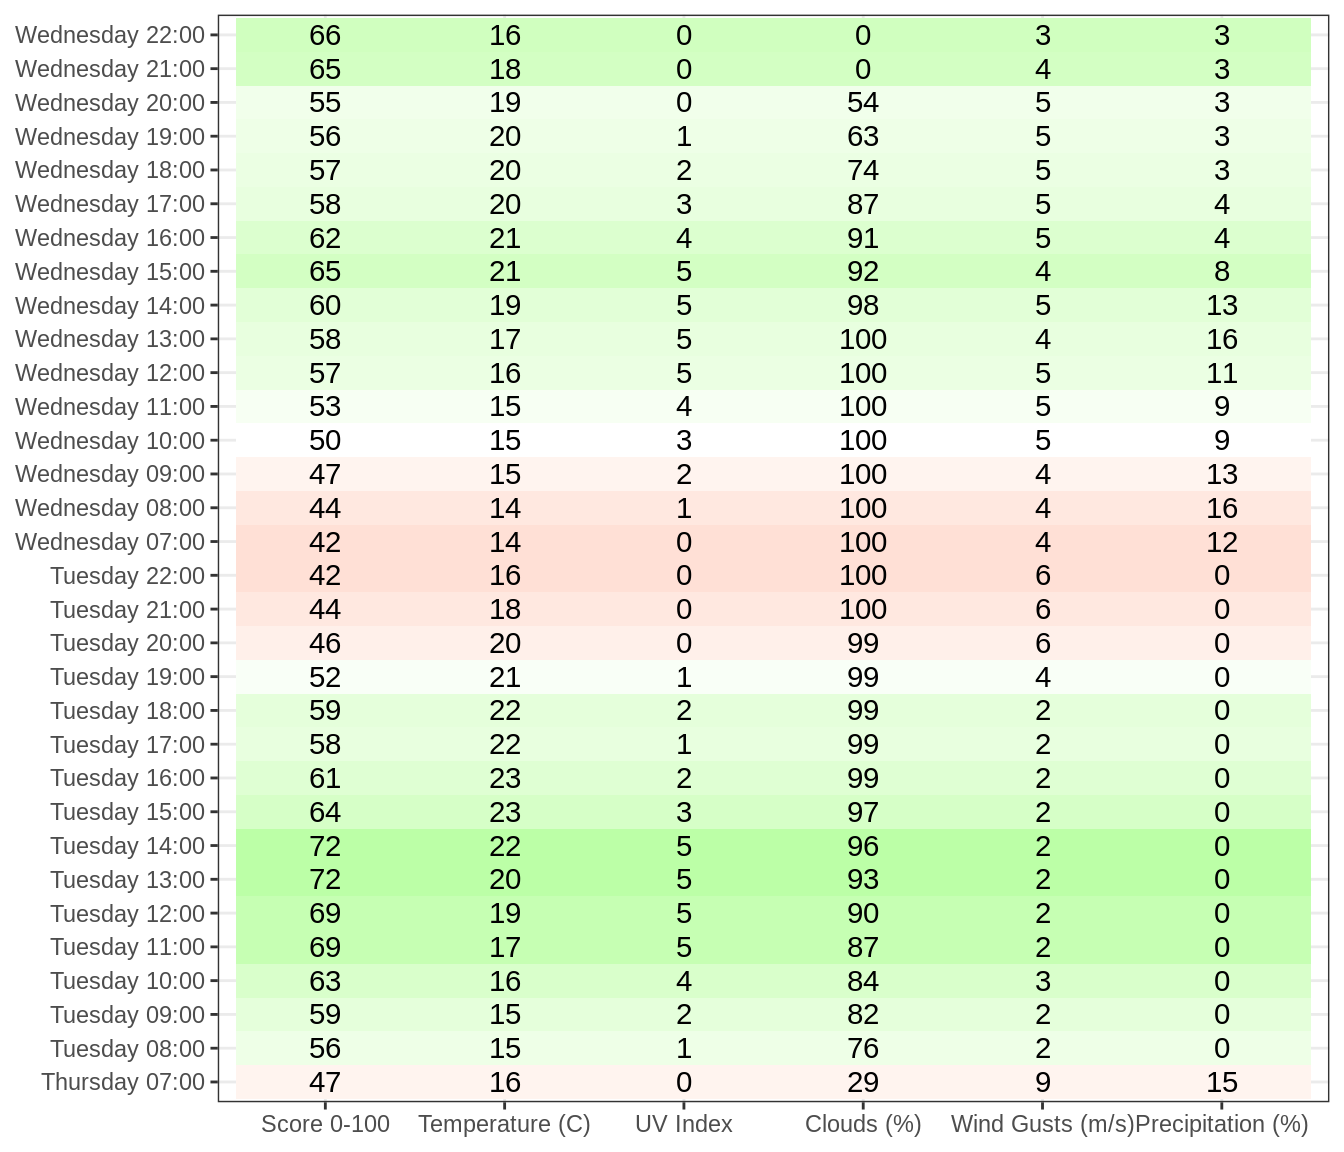 Wednesday 22:00 66 16 0 0 3 3
Wednesday 21:00 65 18 0 0 4 3
Wednesday 20:00 55 19 0 54 5 3
Wednesday 19:00 56 20 1 63 5 3
Wednesday 18:00 57 20 2 74 5 3
Wednesday 17:00 58 20 3 87 5 4
Wednesday 16:00 62 21 4 91 5 4
Wednesday 15:00 65 21 5 92 4 8
Wednesday 14:00 60 19 5 98 5 13
Wednesday 13:00 58 17 5 100 4 16
Wednesday 12:00 57 16 5 100 5 11
Wednesday 11:00 53 15 4 100 5 9
Wednesday 10:00 50 15 3 100 5 9
Wednesday 09:00 47 15 2 100 4 13
Wednesday 08:00 44 14 1 100 4 16
Wednesday 07:00 42 14 0 100 4 12
Tuesday 22:00 42 16 0 100 6 0
Tuesday 21:00 44 18 0 100 6 0
Tuesday 20:00 46 20 0 99 6 0
Tuesday 19:00 52 21 1 99 4 0
Tuesday 18:00 59 22 2 99 2 0
Tuesday 17:00 58 22 1 99 2 0
Tuesday 16:00 61 23 2 99 2 0
Tuesday 15:00 64 23 3 97 2 0
Tuesday 14:00 72 22 5 96 2 0
Tuesday 13:00 72 20 5 93 2 0
Tuesday 12:00 69 19 5 90 2 0
Tuesday 11:00 69 17 5 87 2 0
Tuesday 10:00 63 16 4 84 3 0
Tuesday 09:00 59 15 2 82 2 0
Tuesday 08:00 56 15 1 76 2 0
Thursday 07:00 47 16 0 29 9 15
Score 0-100 Temperature (C) UV Index Clouds (%) Wind Gusts (m/s) Precipitation (%)